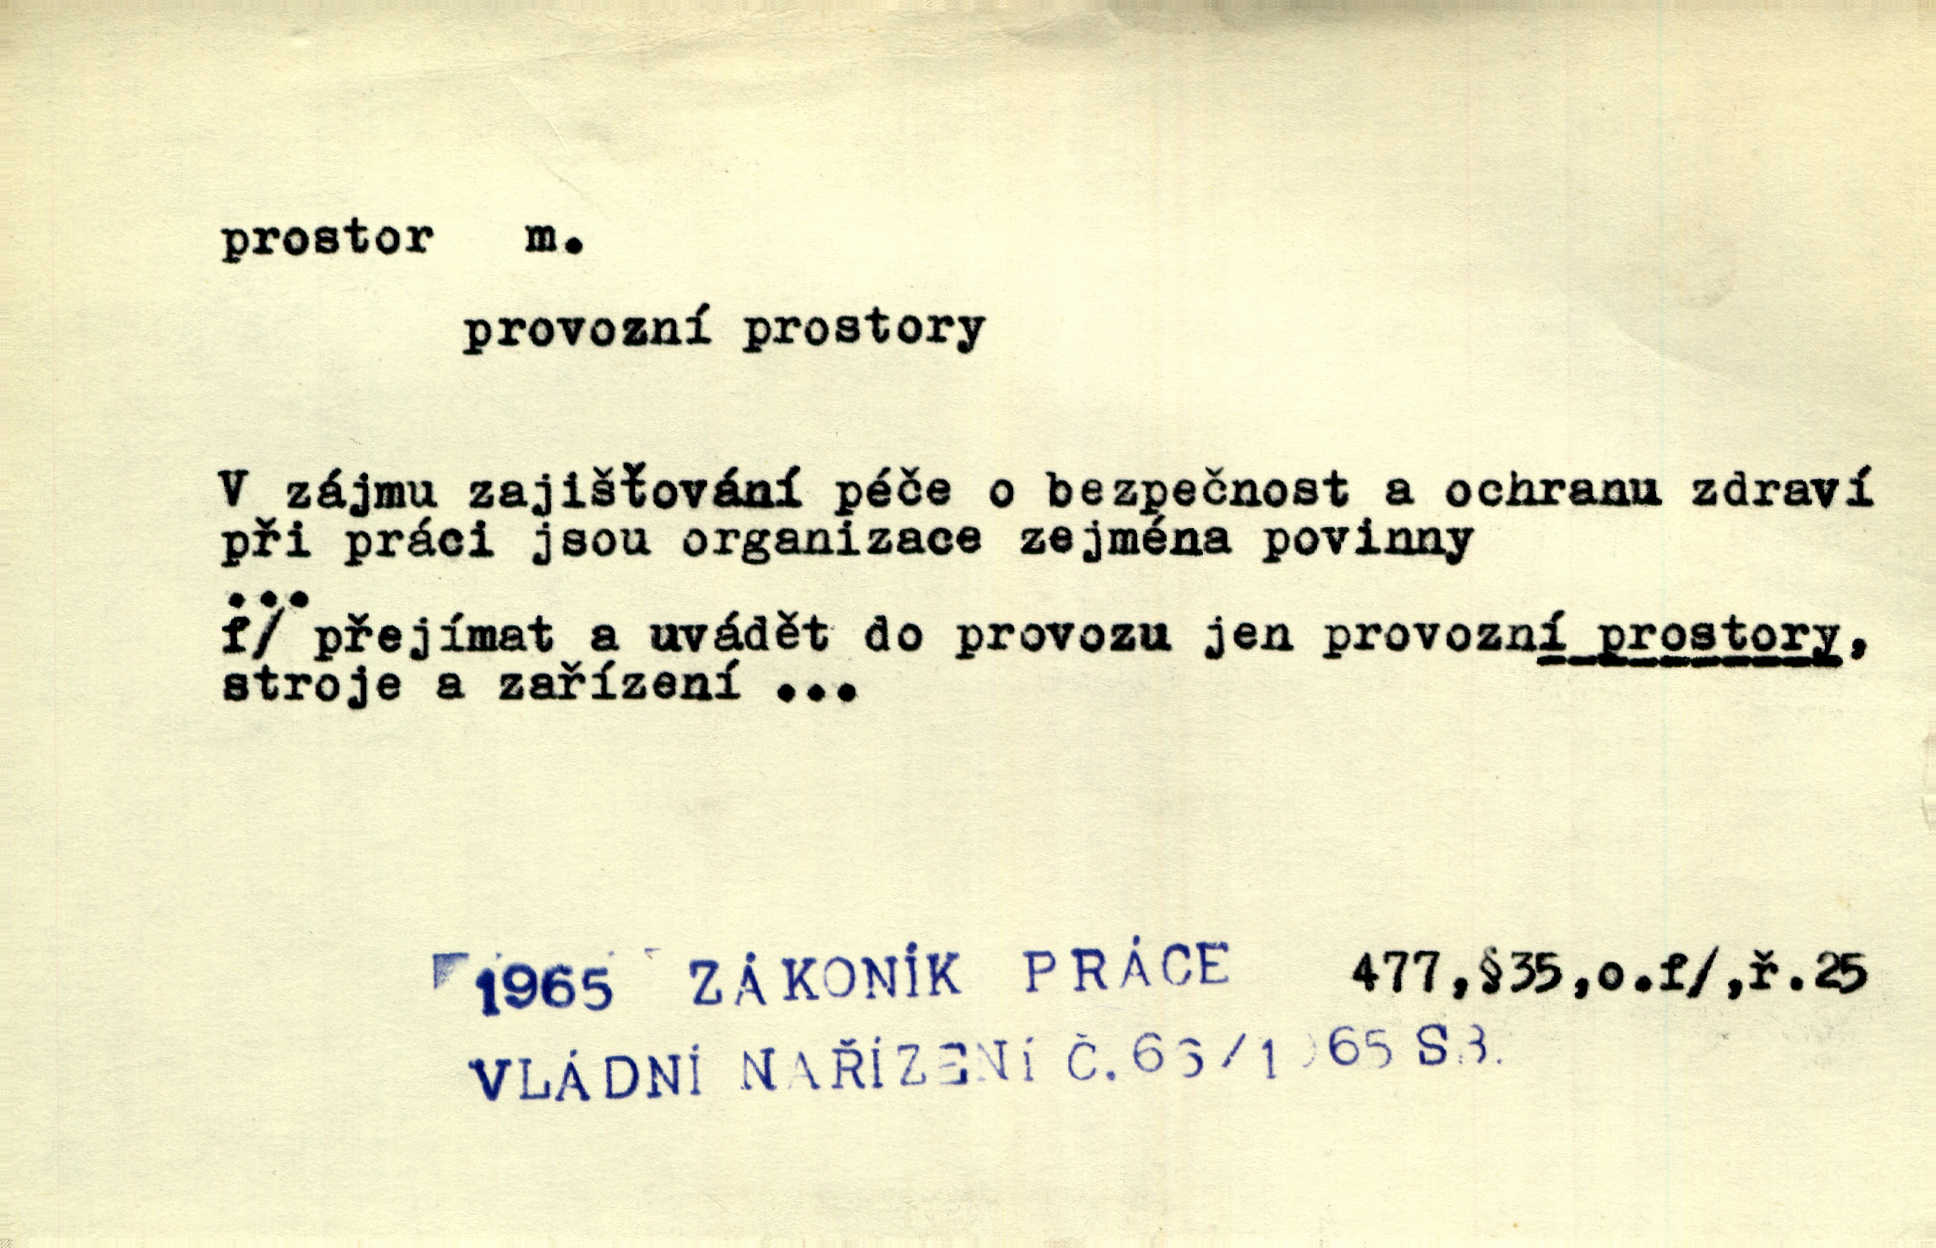 prostor m.
provozní prostory
V zájmu zajišťování péče o bezpečnost a ochranu zdraví
při práci jsou organizace zejména povinny
...
f/ přejímat a uvádět do provozu jen provozní prostory,
stroje a zařízení ...
1965 ZÁKONÍK PRÁCE 477,§35,o.f/,ř.25
VLÁDNÍ NAŘÍZENÍ Č. SB.